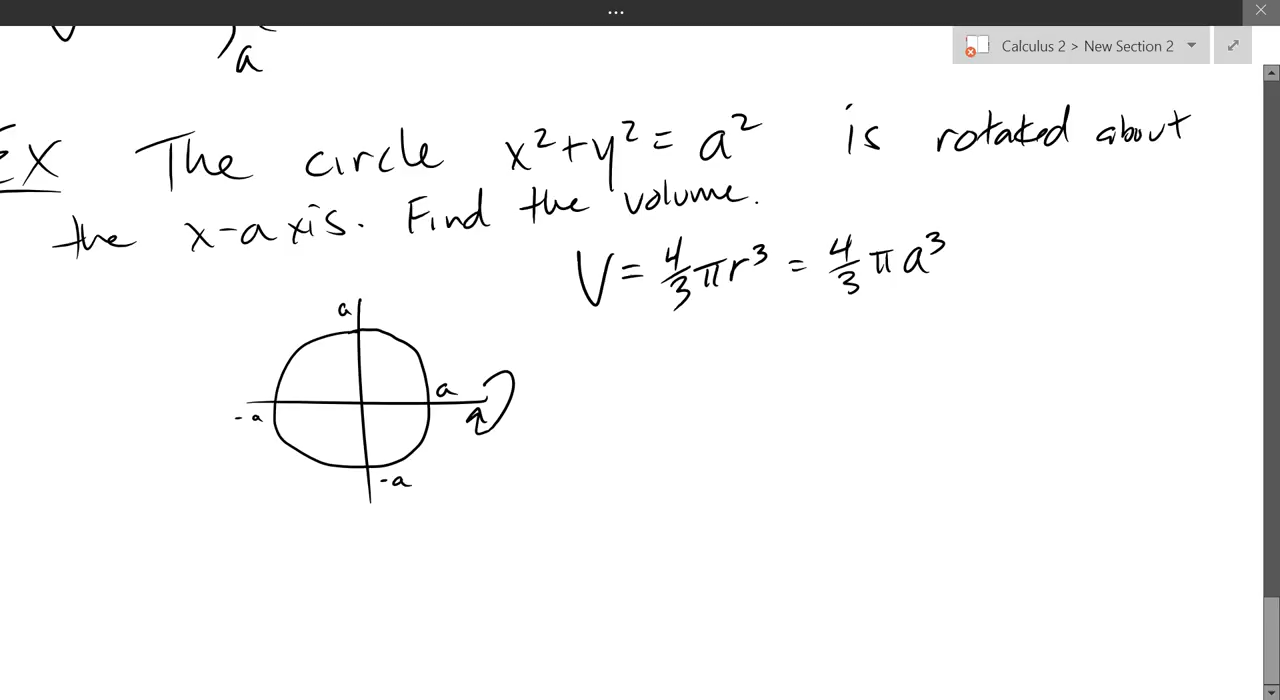 ...
Calculus 2 > New Section 2
a
EX The circle x²+y²=a² is rotated about
the x-axis. Find the volume.
V = 4/3 πr³ = 4/3 πa³
a
a
-a
-a